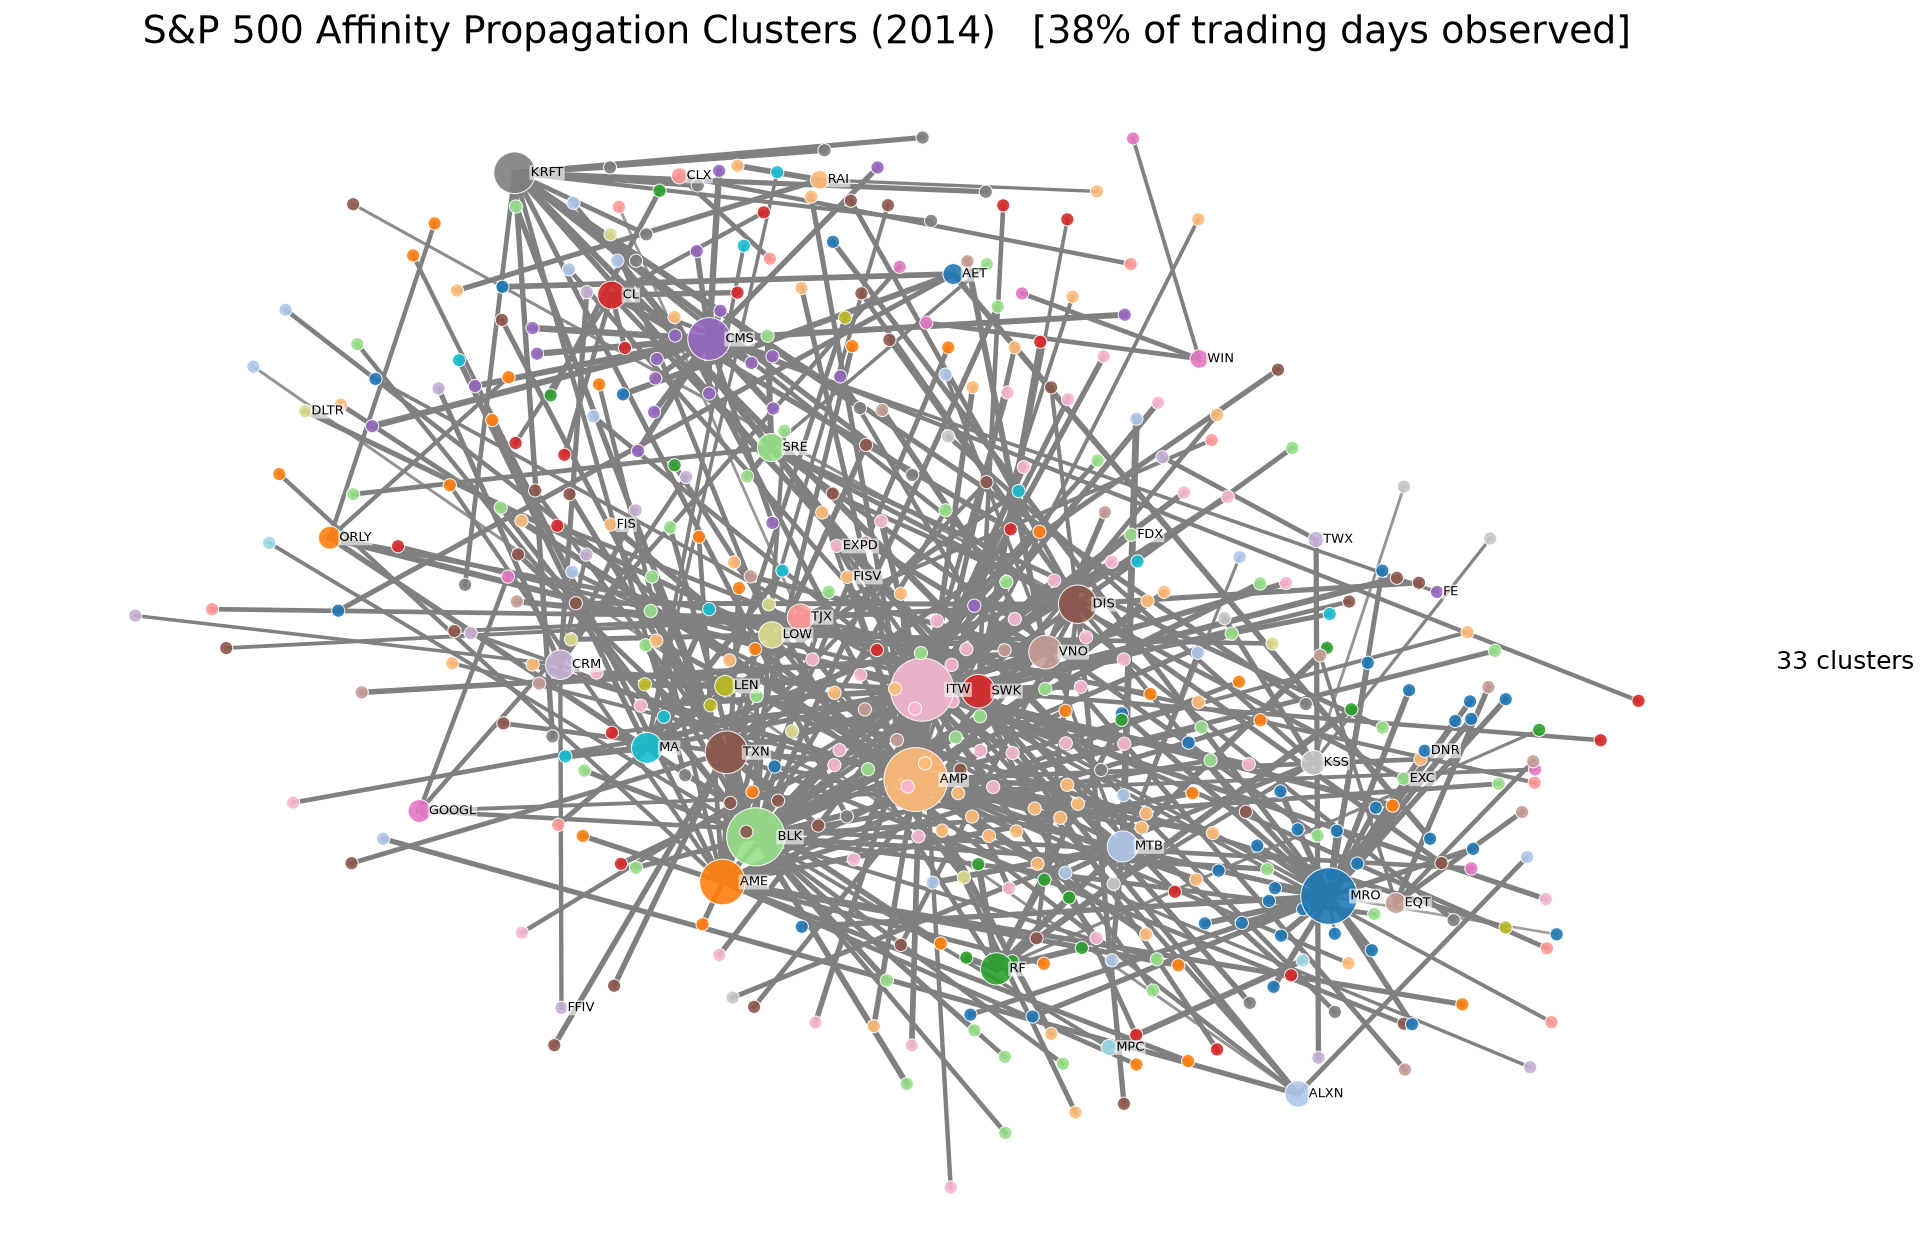 S&P 500 Affinity Propagation Clusters (2014)   [38% of trading days observed]
KRFT
CLX
RAI
AET
CL
CMS
WIN
DLTR
SRE
FIS
FDX
ORLY
TWX
EXPD
FISV
FE
DIS
TJX
LOW
VNO
33 clusters
CRM
LEN
ITW
SWK
MA
TXN
DNR
KSS
AMP
EXC
GOOGL
BLK
MTB
AME
MRO
EQT
RF
FFIV
MPC
ALXN